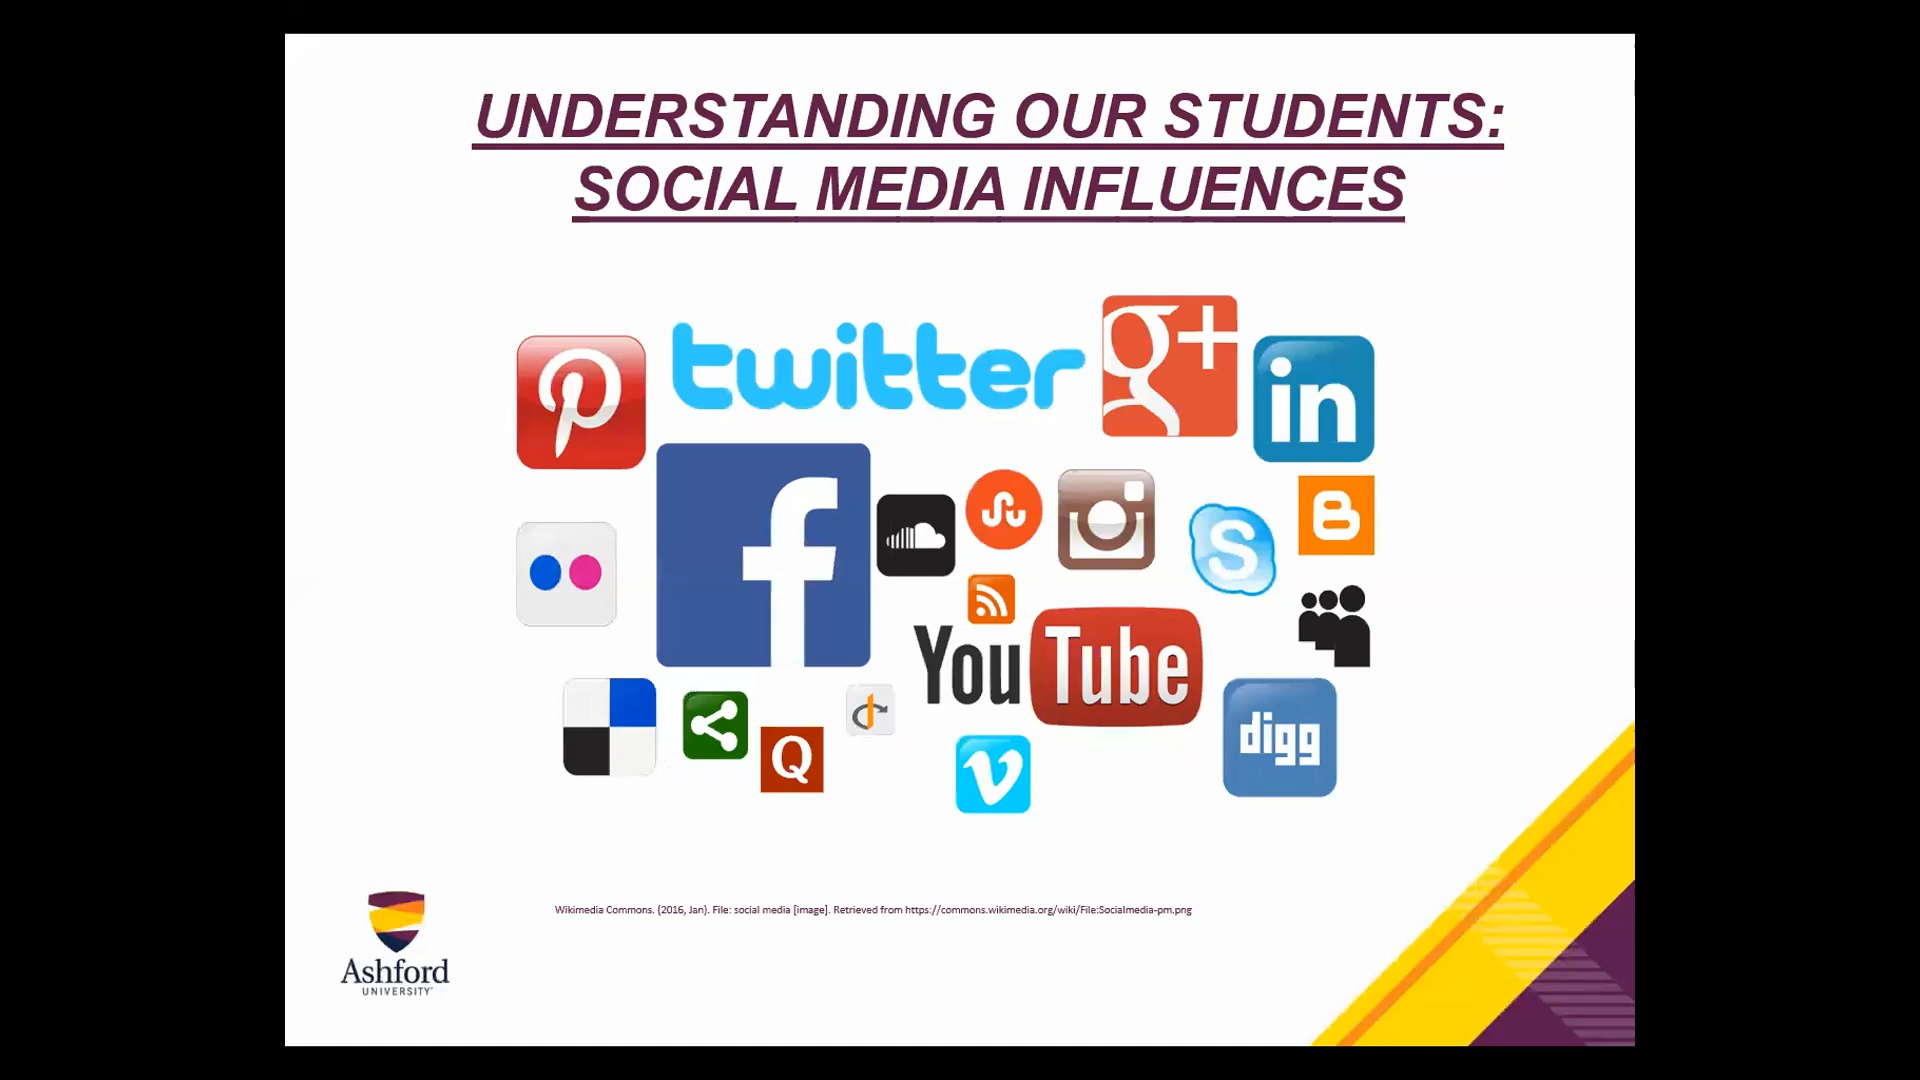 UNDERSTANDING OUR STUDENTS:
SOCIAL MEDIA INFLUENCES
twitter
g+
in
You Tube
digg
Wikimedia Commons. (2016, Jan). File: social media [image]. Retrieved from https://commons.wikimedia.org/wiki/File:Socialmedia-pm.png
Ashford
UNIVERSITY